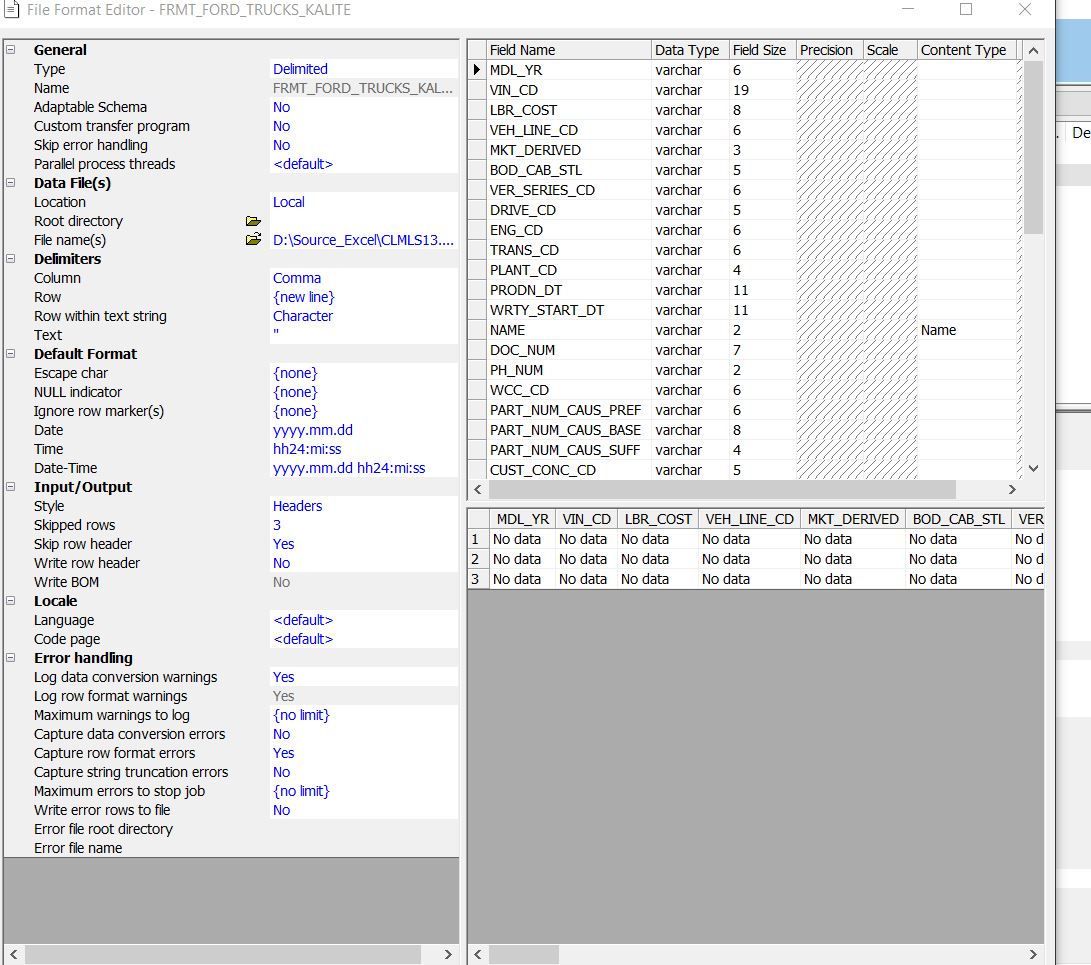 File Format Editor - FRMT_FORD_TRUCKS_KALITE
General
Type Delimited
Name FRMT_FORD_TRUCKS_KAL...
Adaptable Schema No
Custom transfer program No
Skip error handling No
Parallel process threads <default>
Data File(s)
Location Local
Root directory
File name(s) D:\Source_Excel\CLMLS13....
Delimiters
Column Comma
Row {new line}
Row within text string Character
Text "
Default Format
Escape char {none}
NULL indicator {none}
Ignore row marker(s) {none}
Date yyyy.mm.dd
Time hh24:mi:ss
Date-Time yyyy.mm.dd hh24:mi:ss
Input/Output
Style Headers
Skipped rows 3
Skip row header Yes
Write row header No
Write BOM No
Locale
Language <default>
Code page <default>
Error handling
Log data conversion warnings Yes
Log row format warnings Yes
Maximum warnings to log {no limit}
Capture data conversion errors No
Capture row format errors Yes
Capture string truncation errors No
Maximum errors to stop job {no limit}
Write error rows to file No
Error file root directory
Error file name
Field Name Data Type Field Size Precision Scale Content Type
MDL_YR varchar 6
VIN_CD varchar 19
LBR_COST varchar 8
VEH_LINE_CD varchar 6
MKT_DERIVED varchar 3
BOD_CAB_STL varchar 5
VER_SERIES_CD varchar 6
DRIVE_CD varchar 5
ENG_CD varchar 6
TRANS_CD varchar 6
PLANT_CD varchar 4
PRODN_DT varchar 11
WRTY_START_DT varchar 11
NAME varchar 2 Name
DOC_NUM varchar 7
PH_NUM varchar 2
WCC_CD varchar 6
PART_NUM_CAUS_PREF varchar 6
PART_NUM_CAUS_BASE varchar 8
PART_NUM_CAUS_SUFF varchar 4
CUST_CONC_CD varchar 5
MDL_YR VIN_CD LBR_COST VEH_LINE_CD MKT_DERIVED BOD_CAB_STL VER
1 No data No data No data No data No data No data No d
2 No data No data No data No data No data No data No d
3 No data No data No data No data No data No data No d
. De